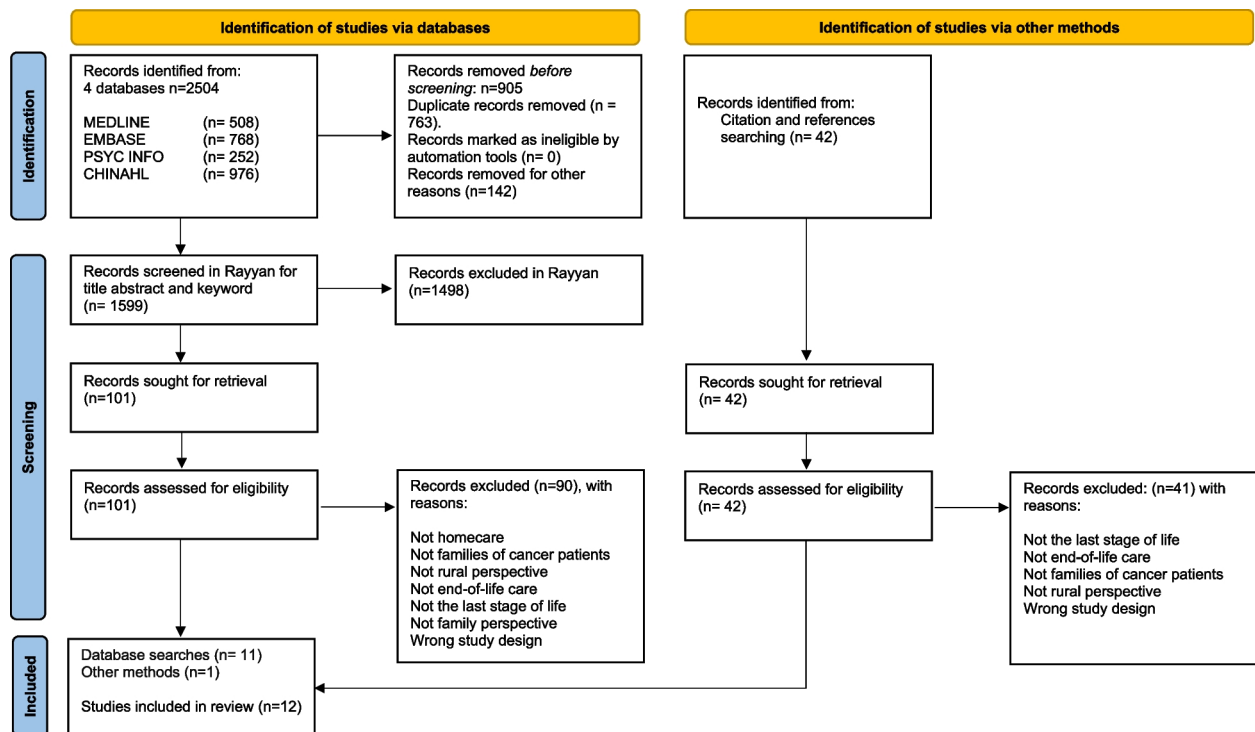 Identification of studies via databases
Identification of studies via other methods
Identification
Records identified from:
4 databases n=2504
MEDLINE (n= 508)
EMBASE (n= 768)
PSYC INFO (n= 252)
CHINAHL (n= 976)
Records removed before
screening: n=905
Duplicate records removed (n =
763).
Records marked as ineligible by
automation tools (n= 0)
Records removed for other
reasons (n=142)
Records identified from:
Citation and references
searching (n= 42)
Screening
Records screened in Rayyan for
title abstract and keyword
(n= 1599)
Records excluded in Rayyan
(n=1498)
Records sought for retrieval
(n=101)
Records sought for retrieval
(n= 42)
Records assessed for eligibility
(n=101)
Records excluded (n=90), with
reasons:
Not homecare
Not families of cancer patients
Not rural perspective
Not end-of-life care
Not the last stage of life
Not family perspective
Wrong study design
Records assessed for eligibility
(n= 42)
Records excluded: (n=41) with
reasons:
Not the last stage of life
Not end-of-life care
Not families of cancer patients
Not rural perspective
Wrong study design
Included
Database searches (n= 11)
Other methods (n=1)
Studies included in review (n=12)